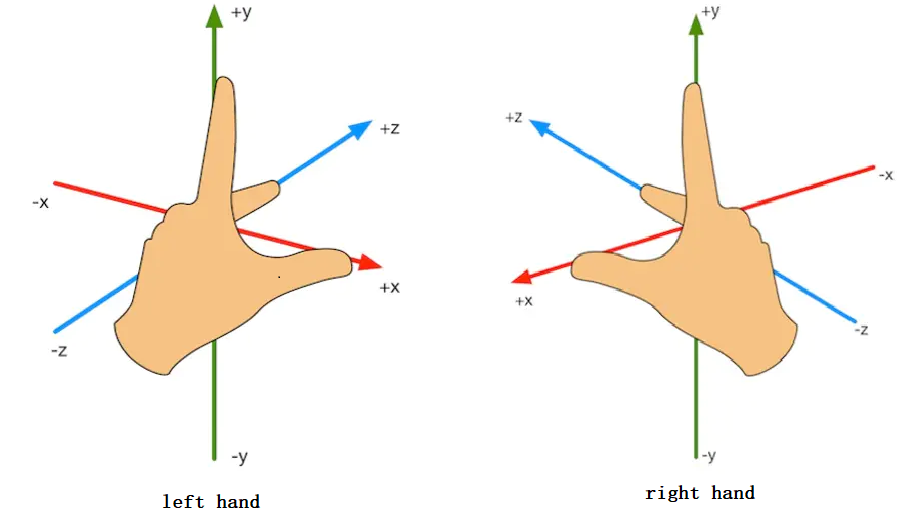 +y
+z
-x
+x
-z
-y
left hand
+y
+z
-x
+x
-z
-y
right hand